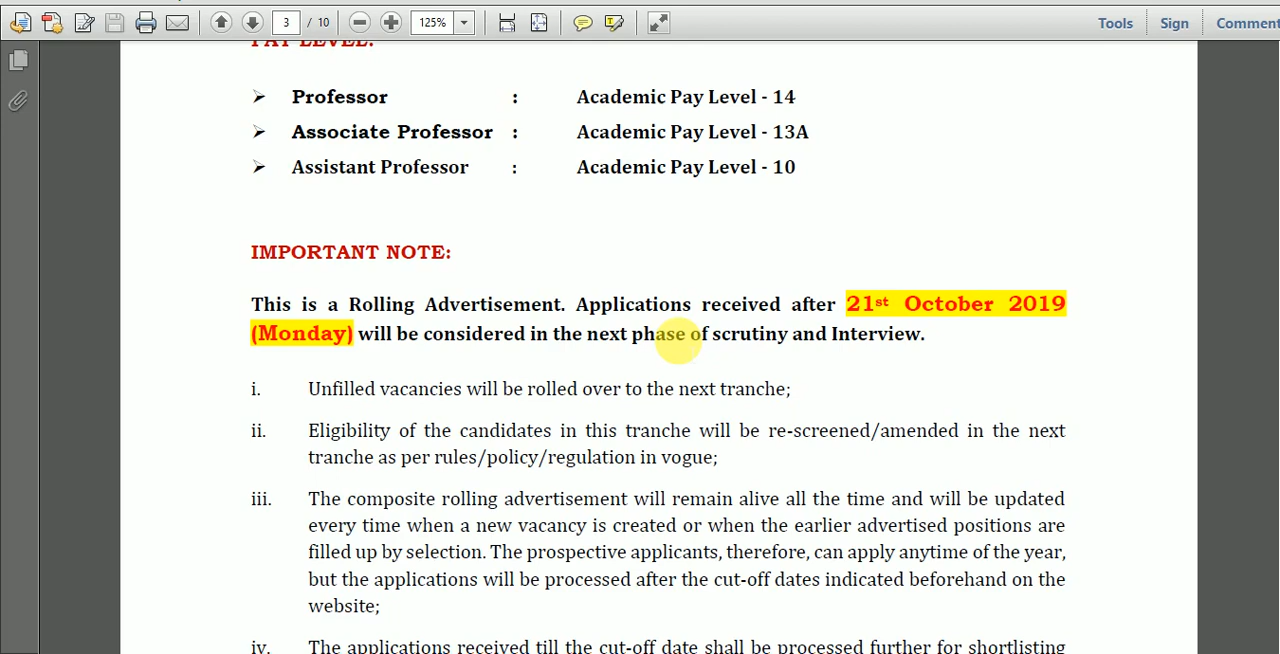 3 / 10 125% Tools Sign Comment
PAY LEVEL:
➢ Professor : Academic Pay Level - 14
➢ Associate Professor : Academic Pay Level - 13A
➢ Assistant Professor : Academic Pay Level - 10
IMPORTANT NOTE:
This is a Rolling Advertisement. Applications received after 21st October 2019
(Monday) will be considered in the next phase of scrutiny and Interview.
i. Unfilled vacancies will be rolled over to the next tranche;
ii. Eligibility of the candidates in this tranche will be re-screened/amended in the next
tranche as per rules/policy/regulation in vogue;
iii. The composite rolling advertisement will remain alive all the time and will be updated
every time when a new vacancy is created or when the earlier advertised positions are
filled up by selection. The prospective applicants, therefore, can apply anytime of the year,
but the applications will be processed after the cut-off dates indicated beforehand on the
website;
iv. The applications received till the cut-off date shall be processed further for shortlisting